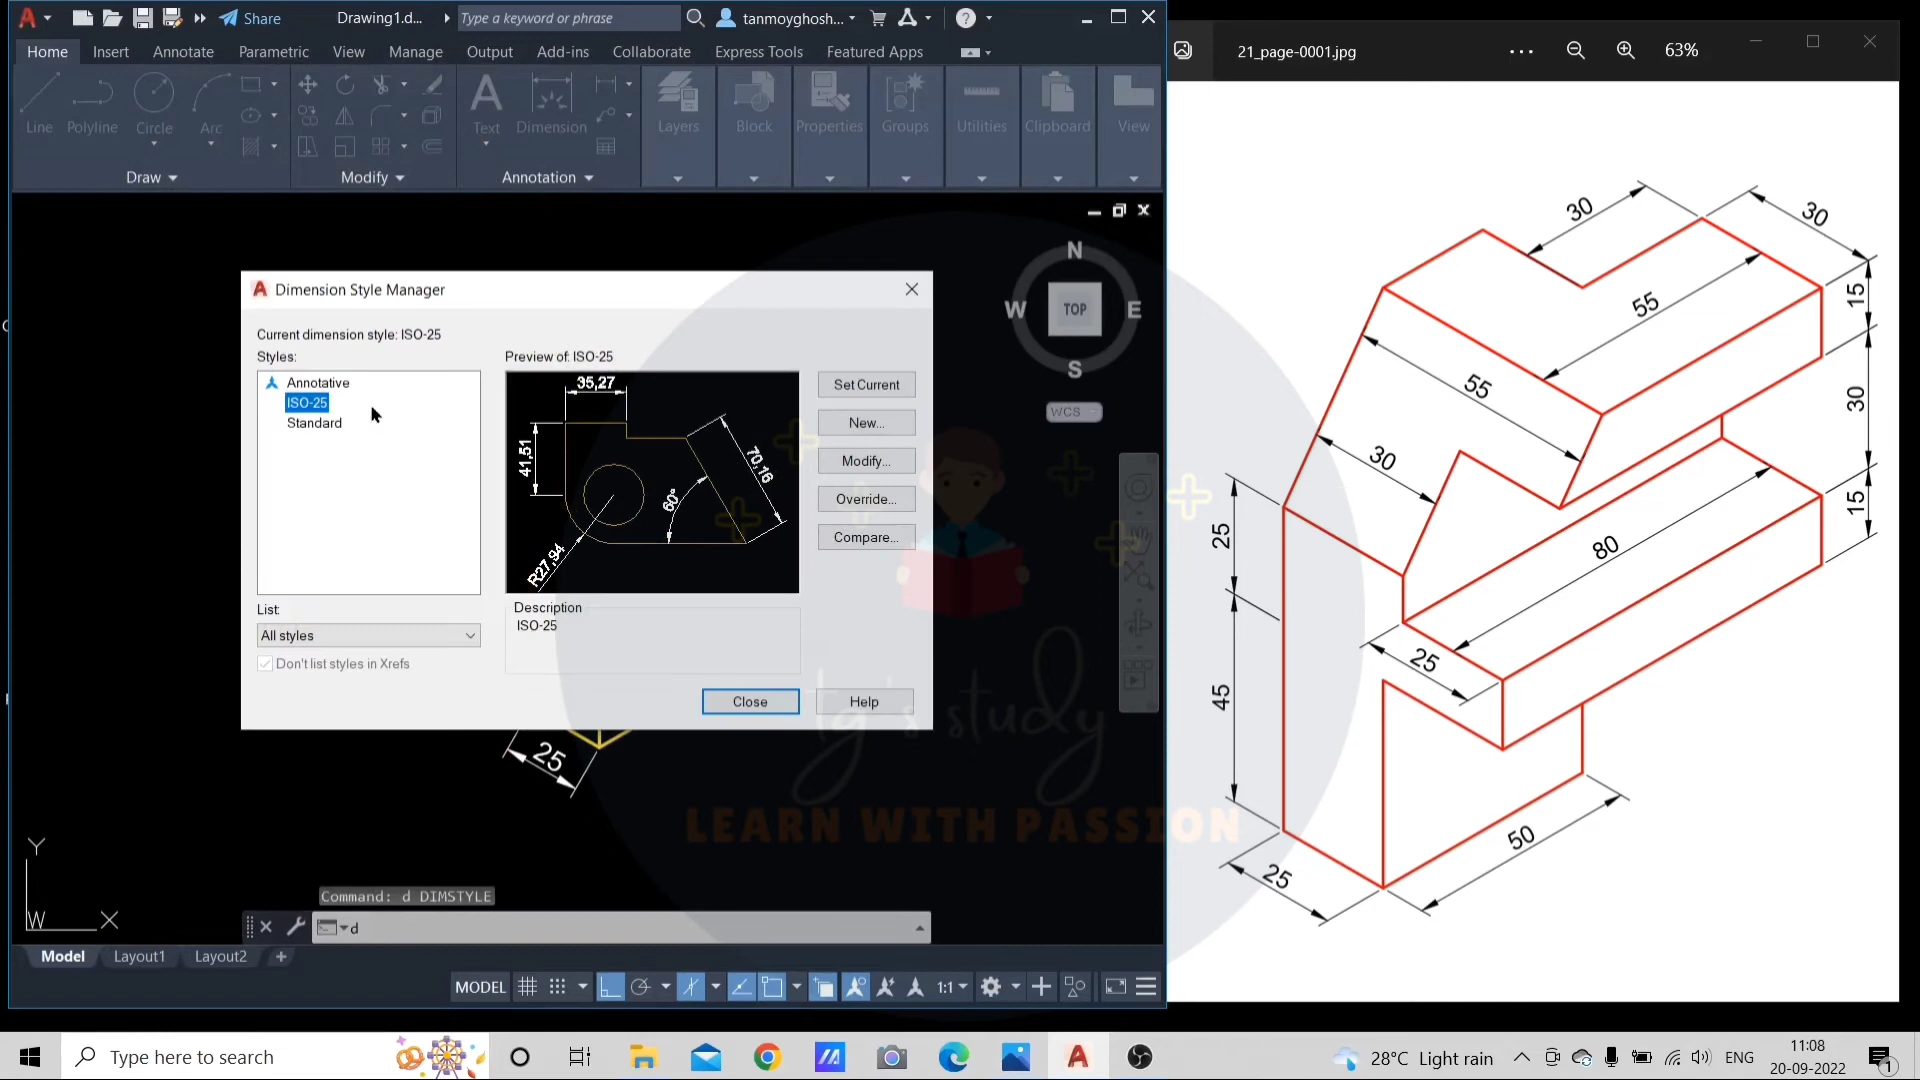 Share
Drawing1.d...
Type a keyword or phrase
tanmoyghosh...
Home Insert Annotate Parametric View Manage Output Add-ins Collaborate Express Tools Featured Apps
Line Polyline Circle Arc
Text Dimension
Layers Block Properties Groups Utilities Clipboard View
Draw Modify Annotation
N
W TOP E
S
WCS
Dimension Style Manager
Current dimension style: ISO-25
Styles:
Annotative
ISO-25
Standard
List:
All styles
Don't list styles in Xrefs
Preview of: ISO-25
35,27
41,51
70,16
60°
R27,94
Description
ISO-25
Set Current
New...
Modify...
Override...
Compare...
Close
Help
25
tg's study
LEARN WITH PASSION
Y
W X
Command: d DIMSTYLE
d
Model Layout1 Layout2 +
MODEL 1:1
21_page-0001.jpg
63%
30
30
55
15
55
30
30
25
80
15
25
45
50
25
Type here to search
28°C Light rain
ENG
11:08
20-09-2022
1